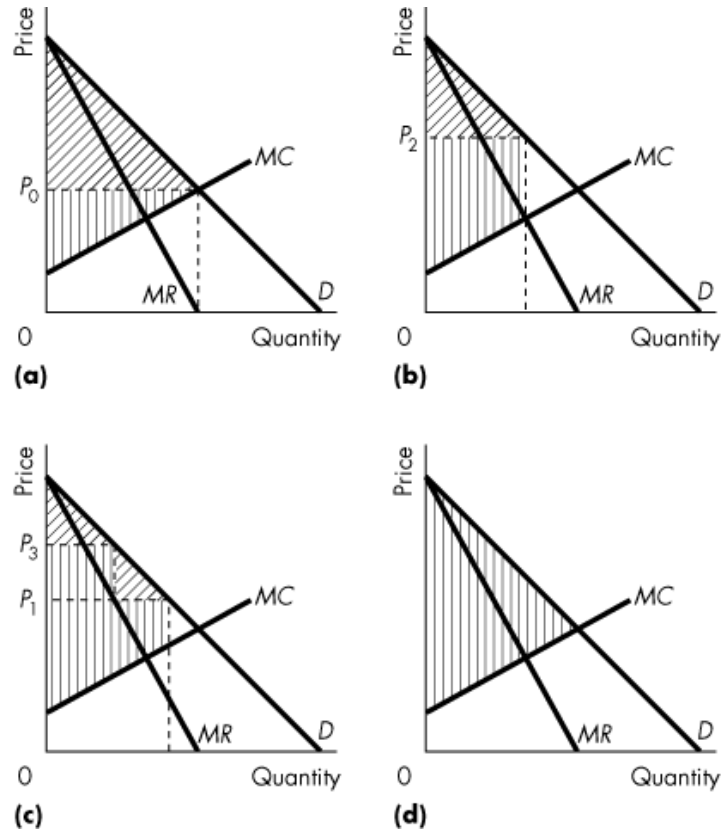 Price
P0
MC
MR
D
0
Quantity
(a)
Price
P2
MC
MR
D
0
Quantity
(b)
Price
P3
P1
MC
MR
D
0
Quantity
(c)
Price
MC
MR
D
0
Quantity
(d)